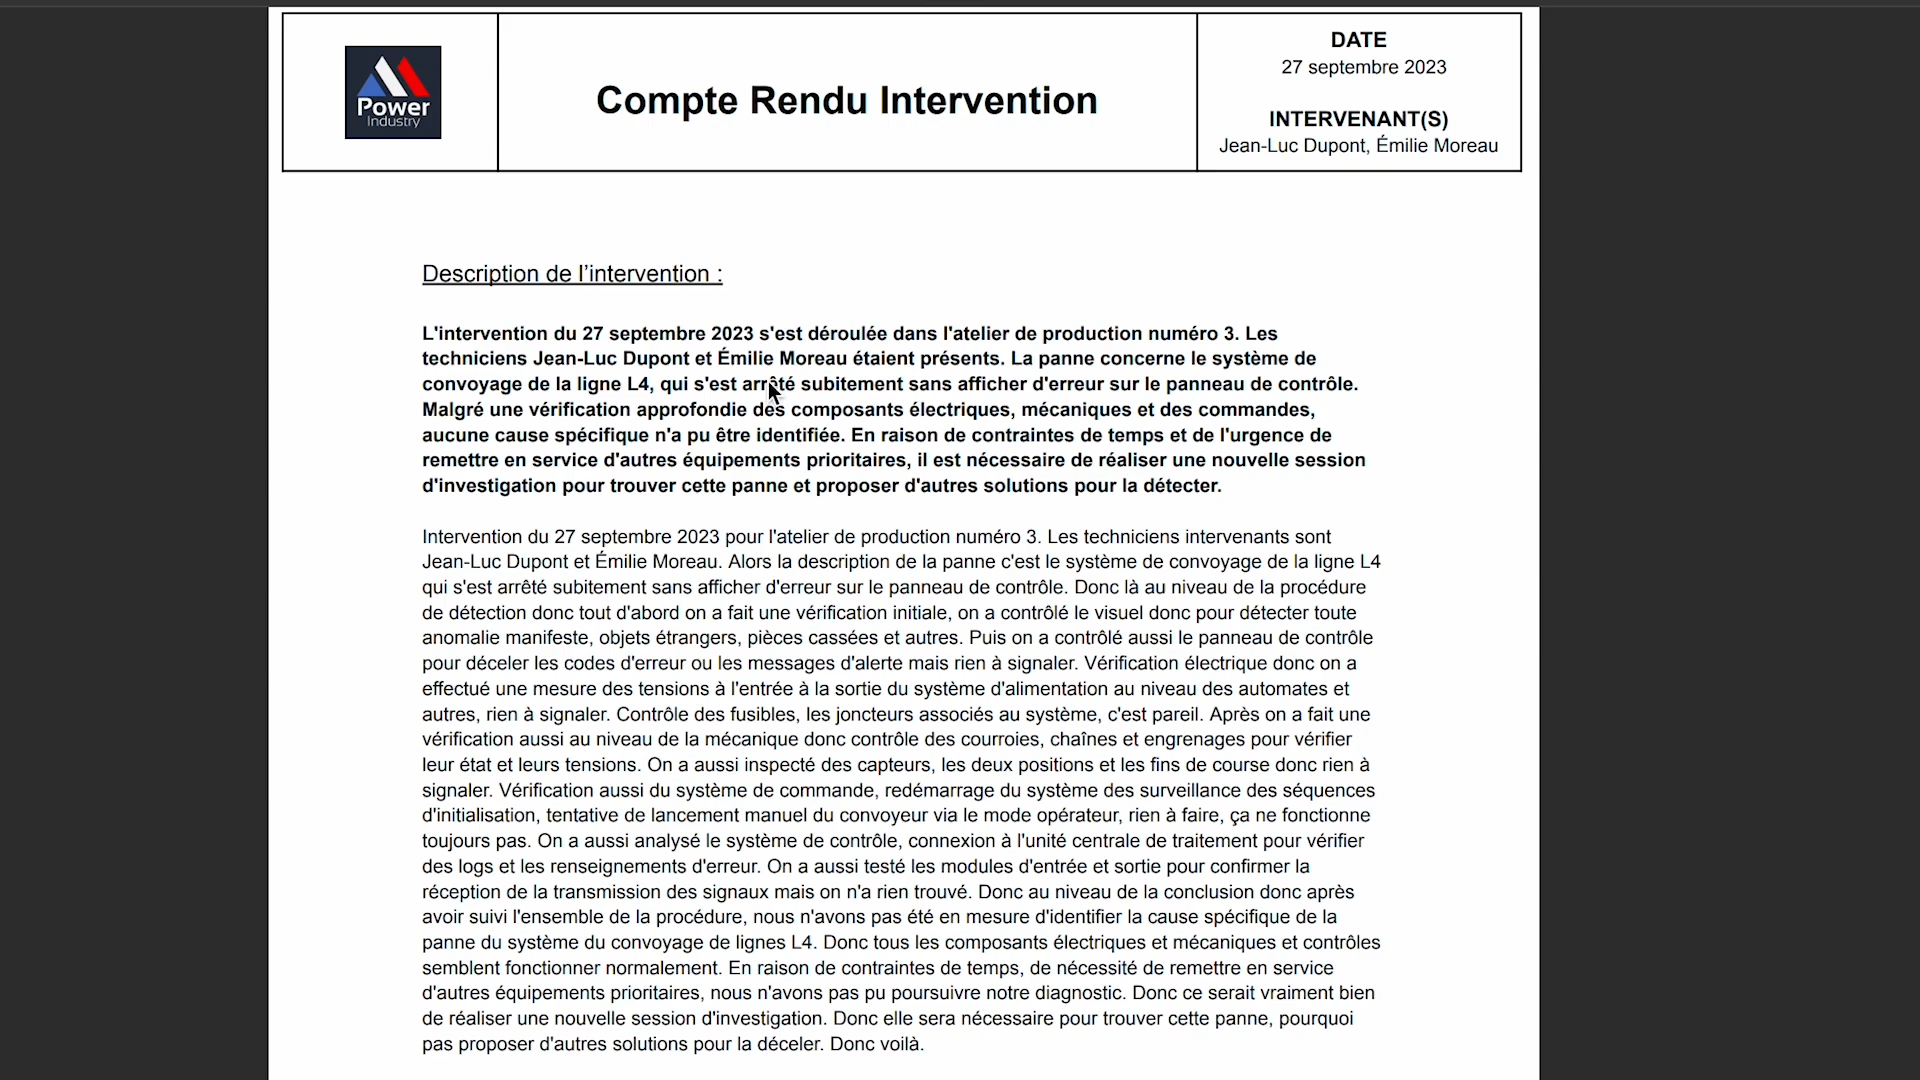 Power
Industry
Compte Rendu Intervention
DATE
27 septembre 2023
INTERVENANT(S)
Jean-Luc Dupont, Émilie Moreau
Description de l’intervention :
L'intervention du 27 septembre 2023 s'est déroulée dans l'atelier de production numéro 3. Les
techniciens Jean-Luc Dupont et Émilie Moreau étaient présents. La panne concerne le système de
convoyage de la ligne L4, qui s'est arrêté subitement sans afficher d'erreur sur le panneau de contrôle.
Malgré une vérification approfondie des composants électriques, mécaniques et des commandes,
aucune cause spécifique n'a pu être identifiée. En raison de contraintes de temps et de l'urgence de
remettre en service d'autres équipements prioritaires, il est nécessaire de réaliser une nouvelle session
d'investigation pour trouver cette panne et proposer d'autres solutions pour la détecter.
Intervention du 27 septembre 2023 pour l'atelier de production numéro 3. Les techniciens intervenants sont
Jean-Luc Dupont et Émilie Moreau. Alors la description de la panne c'est le système de convoyage de la ligne L4
qui s'est arrêté subitement sans afficher d'erreur sur le panneau de contrôle. Donc là au niveau de la procédure
de détection donc tout d'abord on a fait une vérification initiale, on a contrôlé le visuel donc pour détecter toute
anomalie manifeste, objets étrangers, pièces cassées et autres. Puis on a contrôlé aussi le panneau de contrôle
pour déceler les codes d'erreur ou les messages d'alerte mais rien à signaler. Vérification électrique donc on a
effectué une mesure des tensions à l'entrée à la sortie du système d'alimentation au niveau des automates et
autres, rien à signaler. Contrôle des fusibles, les joncteurs associés au système, c'est pareil. Après on a fait une
vérification aussi au niveau de la mécanique donc contrôle des courroies, chaînes et engrenages pour vérifier
leur état et leurs tensions. On a aussi inspecté des capteurs, les deux positions et les fins de course donc rien à
signaler. Vérification aussi du système de commande, redémarrage du système des surveillance des séquences
d'initialisation, tentative de lancement manuel du convoyeur via le mode opérateur, rien à faire, ça ne fonctionne
toujours pas. On a aussi analysé le système de contrôle, connexion à l'unité centrale de traitement pour vérifier
des logs et les renseignements d'erreur. On a aussi testé les modules d'entrée et sortie pour confirmer la
réception de la transmission des signaux mais on n'a rien trouvé. Donc au niveau de la conclusion donc après
avoir suivi l'ensemble de la procédure, nous n'avons pas été en mesure d'identifier la cause spécifique de la
panne du système du convoyage de lignes L4. Donc tous les composants électriques et mécaniques et contrôles
semblent fonctionner normalement. En raison de contraintes de temps, de nécessité de remettre en service
d'autres équipements prioritaires, nous n'avons pas pu poursuivre notre diagnostic. Donc ce serait vraiment bien
de réaliser une nouvelle session d'investigation. Donc elle sera nécessaire pour trouver cette panne, pourquoi
pas proposer d'autres solutions pour la déceler. Donc voilà.